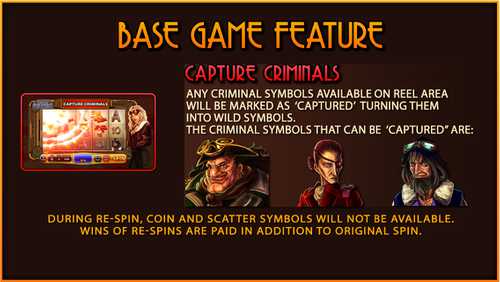 BASE GAME FEATURE
CAPTURE CRIMINALS
ANY CRIMINAL SYMBOLS AVAILABLE ON REEL AREA
WILL BE MARKED AS 'CAPTURED' TURNING THEM
INTO WILD SYMBOLS.
THE CRIMINAL SYMBOLS THAT CAN BE 'CAPTURED" ARE:
CAPTURE CRIMINALS
DURING RE-SPIN, COIN AND SCATTER SYMBOLS WILL NOT BE AVAILABLE.
WINS OF RE-SPINS ARE PAID IN ADDITION TO ORIGINAL SPIN.